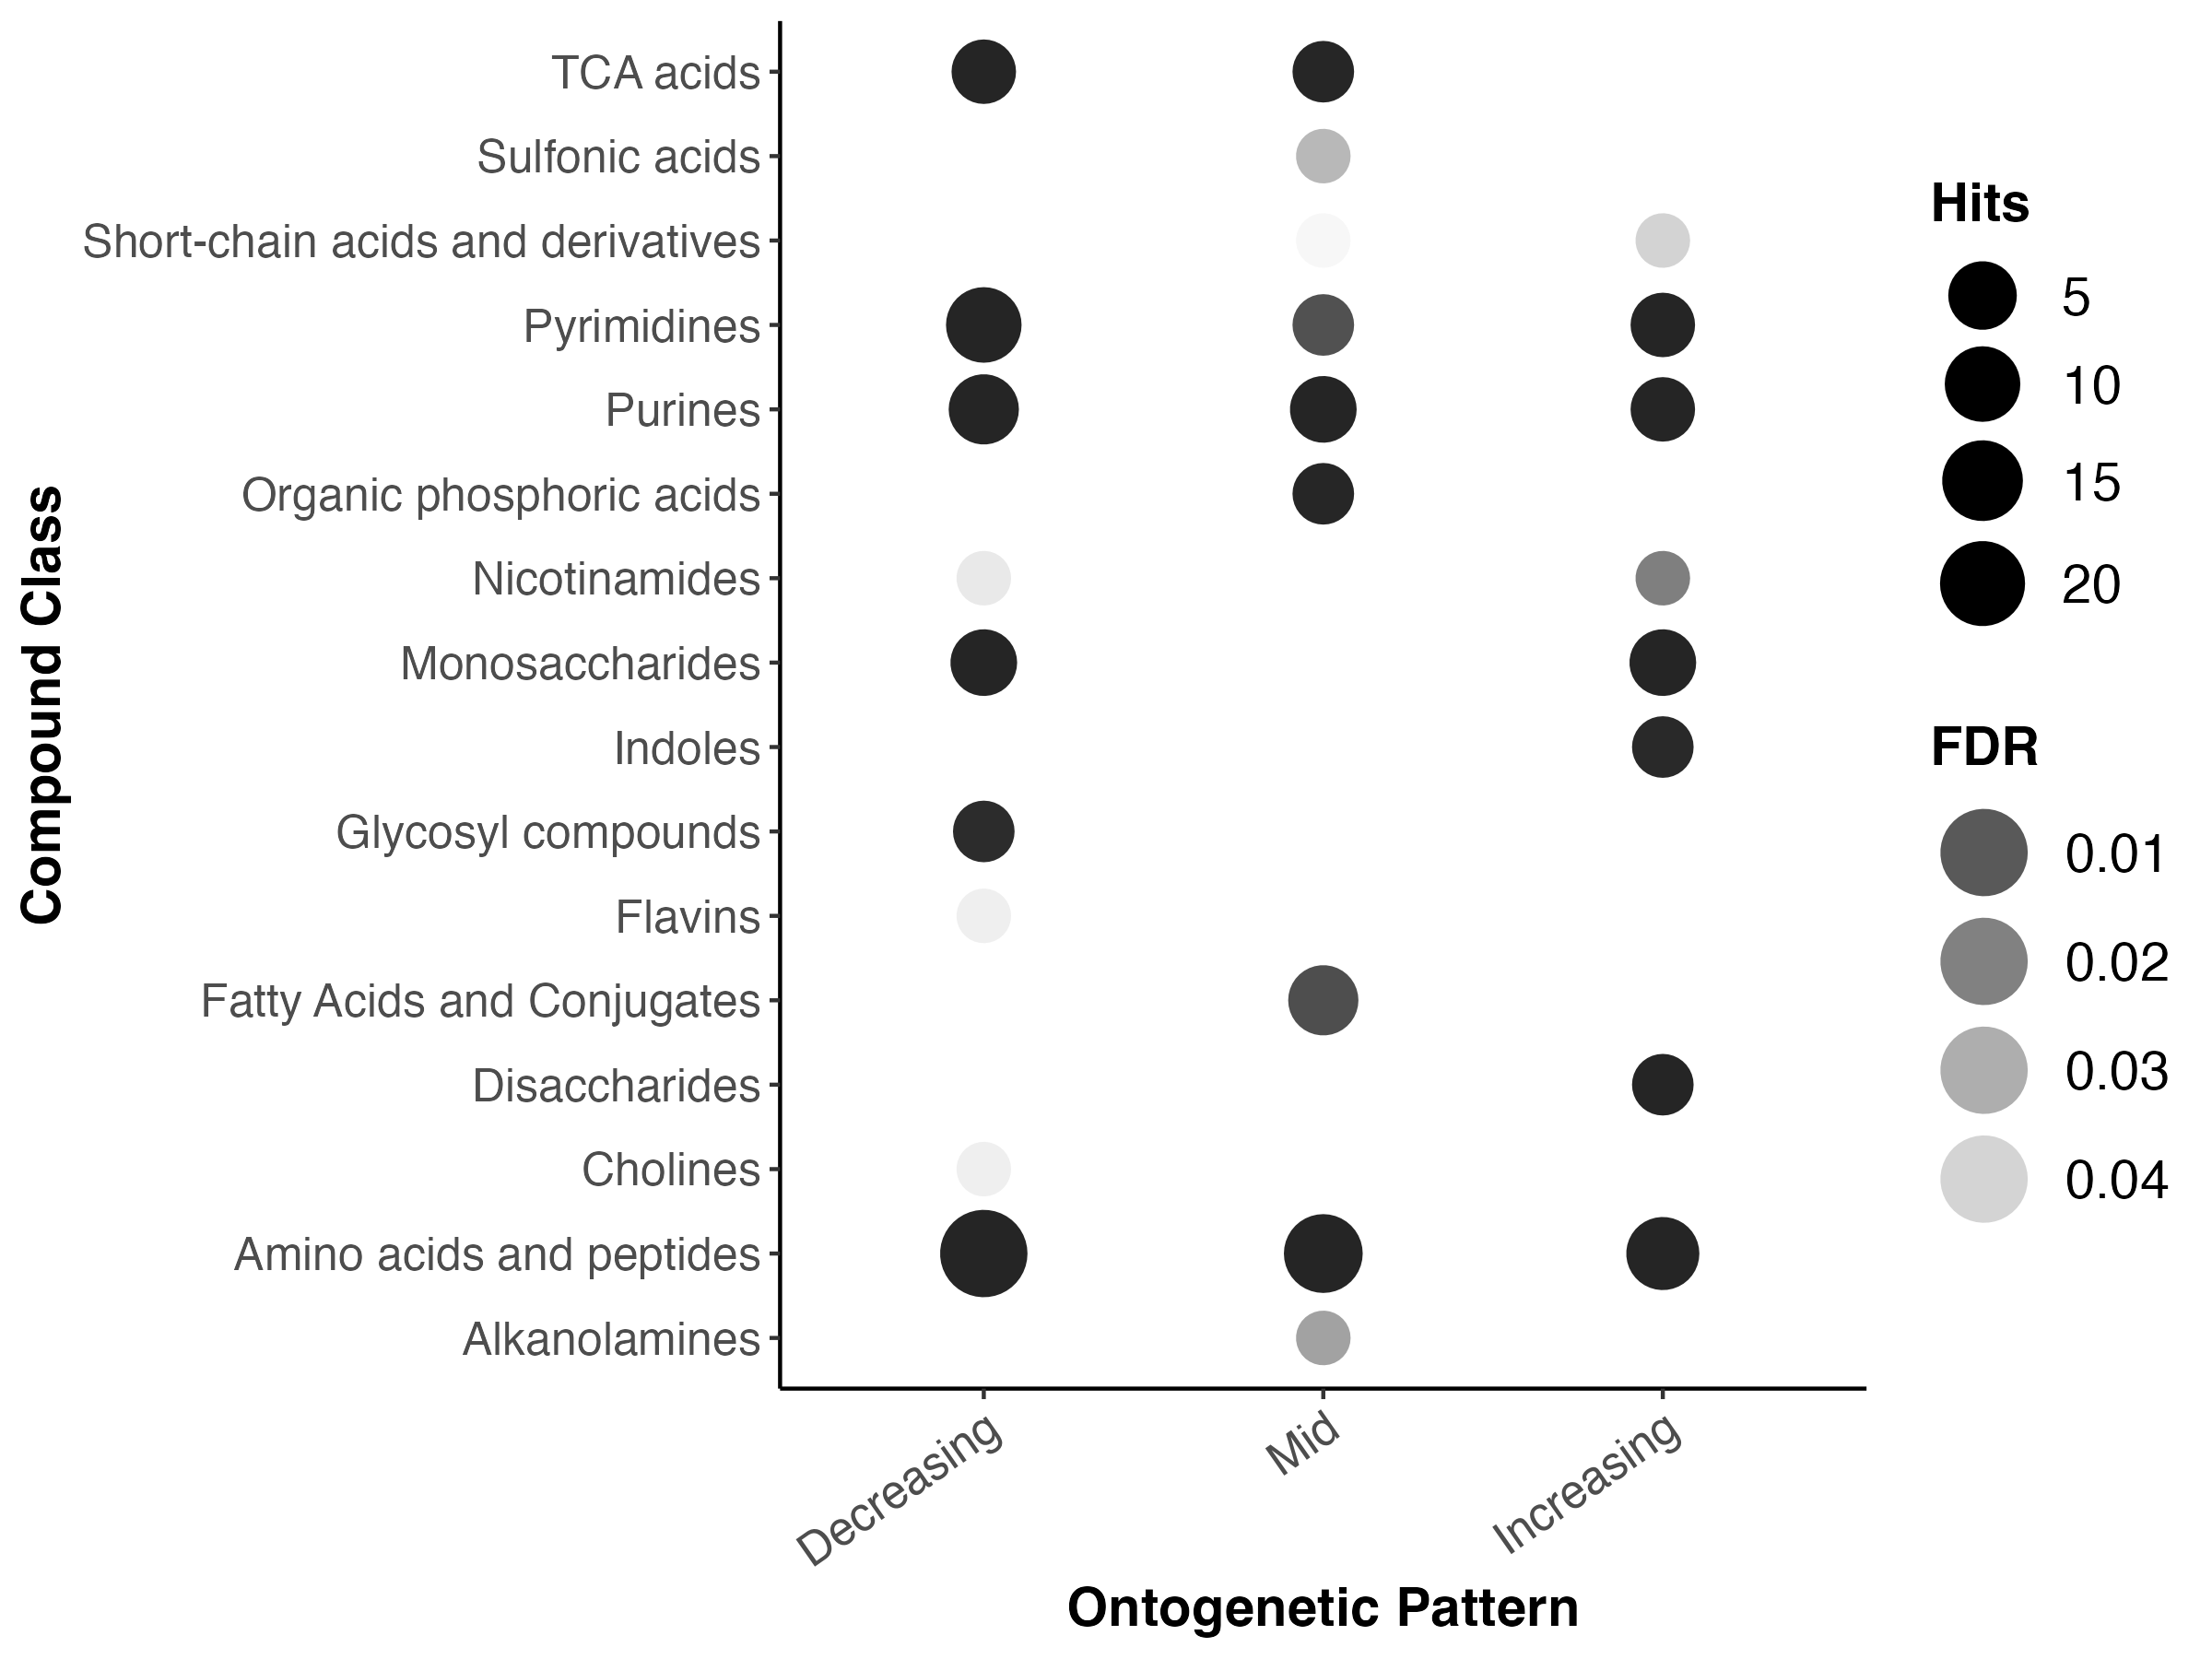 TCA acids
Sulfonic acids
Short-chain acids and derivatives
Pyrimidines
Purines
Organic phosphoric acids
Nicotinamides
Monosaccharides
Indoles
Glycosyl compounds
Flavins
Fatty Acids and Conjugates
Disaccharides
Cholines
Amino acids and peptides
Alkanolamines
Compound Class
Decreasing
Mid
Increasing
Ontogenetic Pattern
Hits
5
10
15
20
FDR
0.01
0.02
0.03
0.04